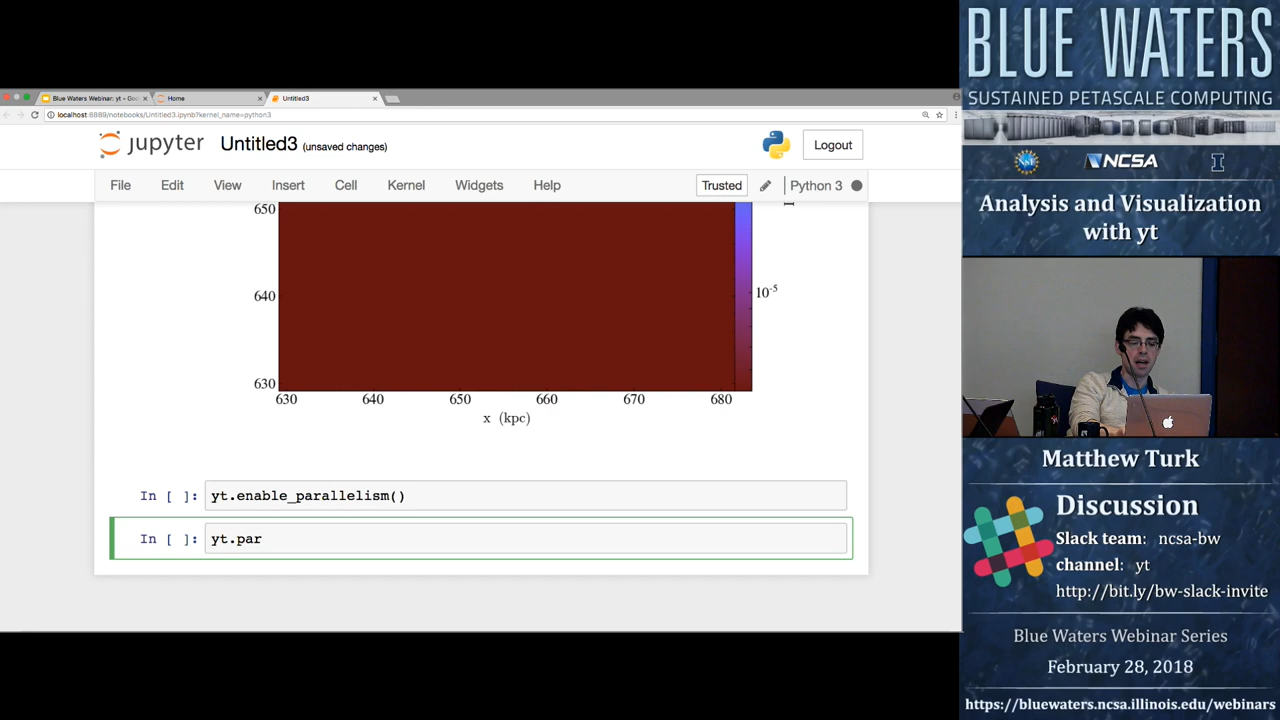 Blue Waters Webinar: yt - Goo
Home
Untitled3
localhost:8889/notebooks/Untitled3.ipynb?kernel_name=python3
jupyter Untitled3 (unsaved changes)
Logout
File Edit View Insert Cell Kernel Widgets Help
Trusted
Python 3
650
640
630
630 640 650 660 670 680
x (kpc)
10-5
In [ ]: yt.enable_parallelism()
In [ ]: yt.par
BLUE WATERS
SUSTAINED PETASCALE COMPUTING
NSF
NCSA
I
Analysis and Visualization
with yt
Matthew Turk
Discussion
Slack team: ncsa-bw
channel: yt
http://bit.ly/bw-slack-invite
Blue Waters Webinar Series
February 28, 2018
https://bluewaters.ncsa.illinois.edu/webinars